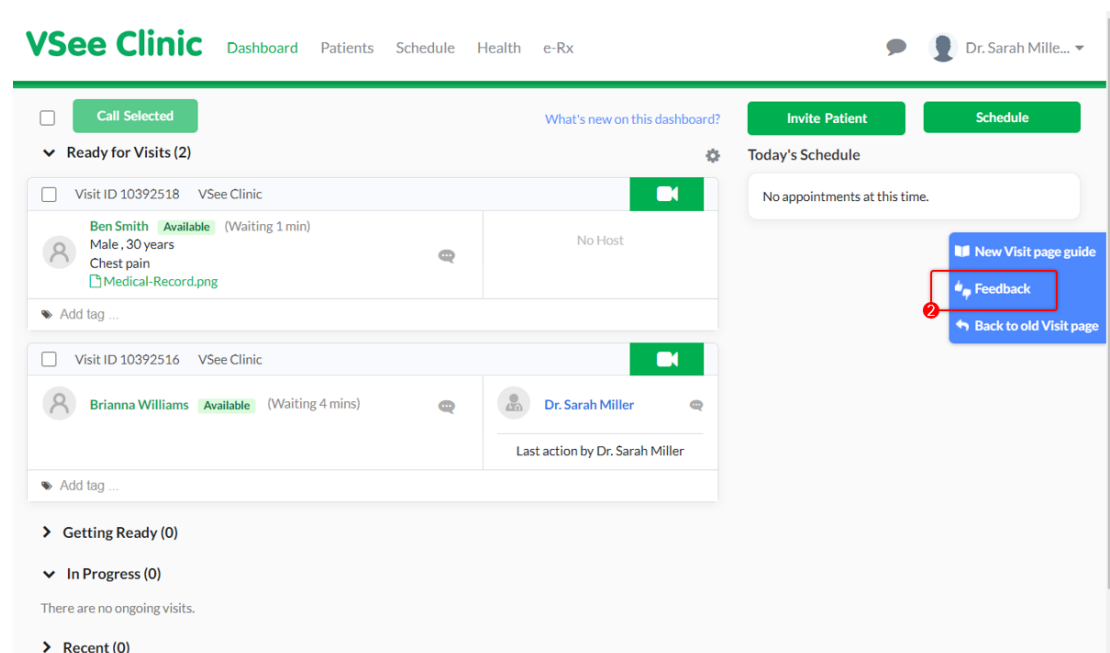 VSee Clinic Dashboard Patients Schedule Health e-Rx Dr. Sarah Mille...
Call Selected What's new on this dashboard? Invite Patient Schedule
Ready for Visits (2) Today's Schedule
Visit ID 10392518 VSee Clinic No appointments at this time.
Ben Smith Available (Waiting 1 min)
Male , 30 years No Host
Chest pain New Visit page guide
Medical-Record.png Feedback
2
Add tag ... Back to old Visit page
Visit ID 10392516 VSee Clinic
Brianna Williams Available (Waiting 4 mins) Dr. Sarah Miller
Last action by Dr. Sarah Miller
Add tag ...
Getting Ready (0)
In Progress (0)
There are no ongoing visits.
Recent (0)